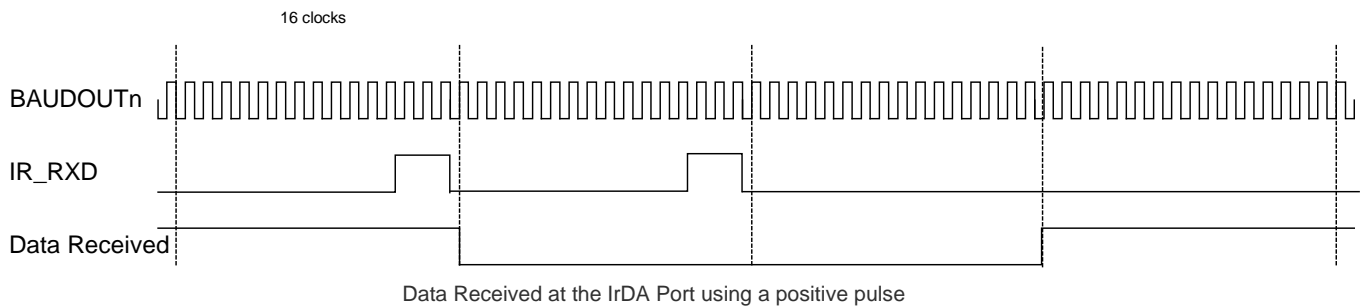 16 clocks
BAUDOUTn
IR_RXD
Data Received
Data Received at the IrDA Port using a positive pulse